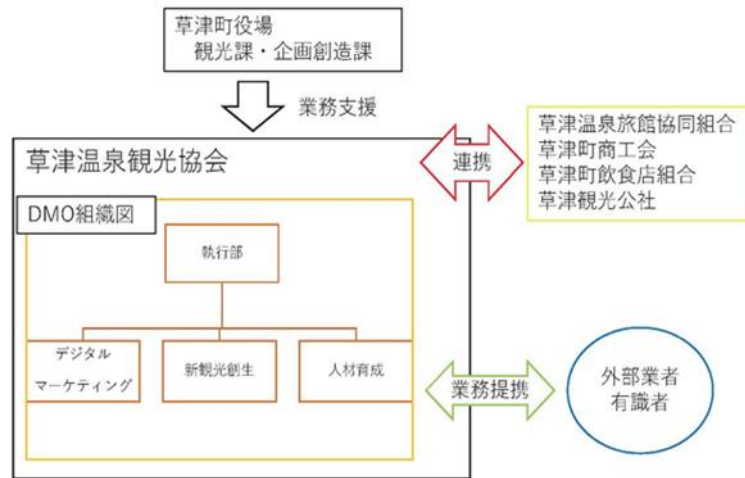 草津町役場
観光課・企画創造課
業務支援
草津温泉観光協会
連携
草津温泉旅館協同組合
草津町商工会
草津町飲食店組合
草津観光公社
DMO組織図
執行部
デジタル
マーケティング
新観光創生
人材育成
業務提携
外部業者
有識者